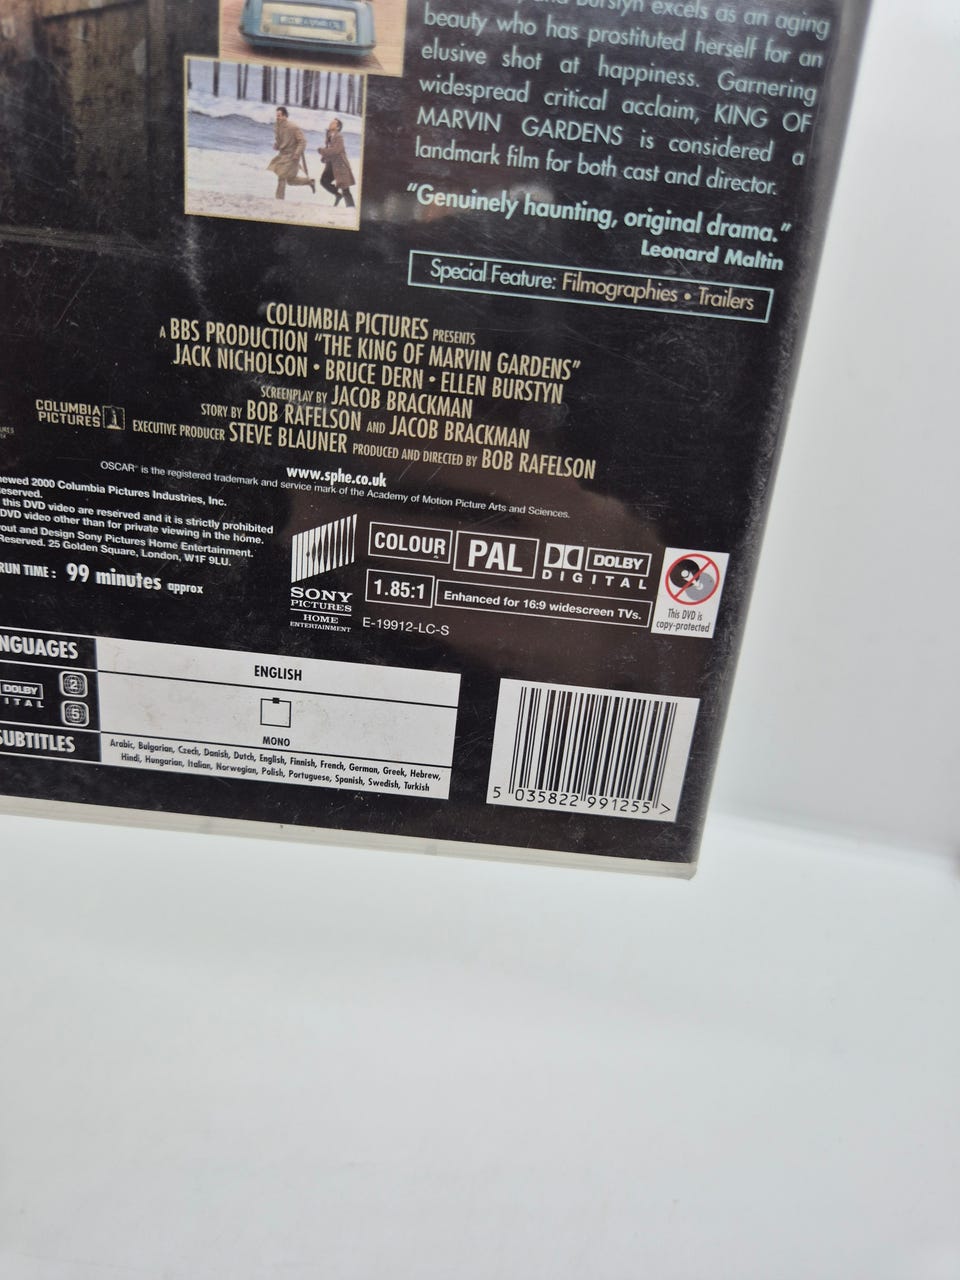 Burstyn excels as an aging
beauty who has prostituted herself for an
elusive shot at happiness. Garnering
widespread critical acclaim, KING OF
MARVIN GARDENS is considered a
landmark film for both cast and director.
"Genuinely haunting, original drama."
Leonard Maltin
Special Feature: Filmographies • Trailers
COLUMBIA PICTURES PRESENTS
A BBS PRODUCTION "THE KING OF MARVIN GARDENS"
JACK NICHOLSON • BRUCE DERN • ELLEN BURSTYN
SCREENPLAY BY JACOB BRACKMAN
STORY BY BOB RAFELSON AND JACOB BRACKMAN
EXECUTIVE PRODUCER STEVE BLAUNER PRODUCED AND DIRECTED BY BOB RAFELSON
COLUMBIA
PICTURES
www.sphe.co.uk
OSCAR® is the registered trademark and service mark of the Academy of Motion Picture Arts and Sciences.
ewed 2000 Columbia Pictures Industries, Inc.
eserved.
this DVD video are reserved and it is strictly prohibited
DVD video other than for private viewing in the home.
out and Design Sony Pictures Home Entertainment.
Reserved. 25 Golden Square, London, W1F 9LU.
RUN TIME: 99 minutes approx
SONY
PICTURES
HOME
ENTERTAINMENT
COLOUR
PAL
DOLBY
DIGITAL
1.85:1
Enhanced for 16:9 widescreen TVs.
E-19912-LC-S
This DVD is
copy-protected
NGUAGES
ENGLISH
DOLBY
ITAL
2
5
MONO
SUBTITLES
Arabic, Bulgarian, Czech, Danish, Dutch, English, Finnish, French, German, Greek, Hebrew,
Hindi, Hungarian, Italian, Norwegian, Polish, Portuguese, Spanish, Swedish, Turkish
5 035822 991255 >